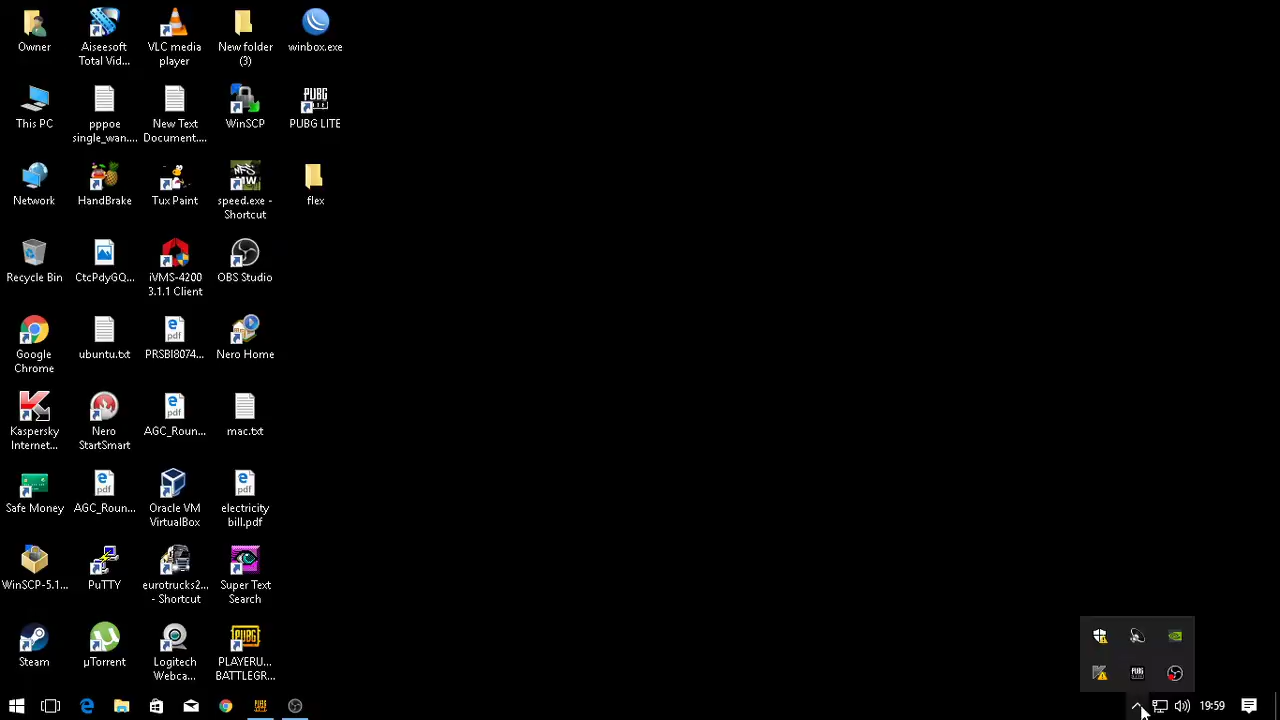 Owner
Aiseesoft
Total Vid...
VLC media
player
New folder
(3)
winbox.exe
This PC
pppoe
single_wan....
New Text
Document....
WinSCP
PUBG LITE
Network
HandBrake
Tux Paint
speed.exe -
Shortcut
flex
Recycle Bin
CtcPdyGQ...
iVMS-4200
3.1.1 Client
OBS Studio
Google
Chrome
ubuntu.txt
PRSBI8074...
Nero Home
Kaspersky
Internet...
Nero
StartSmart
AGC_Roun...
mac.txt
Safe Money
AGC_Roun...
Oracle VM
VirtualBox
electricity
bill.pdf
WinSCP-5.1...
PuTTY
eurotrucks2...
- Shortcut
Super Text
Search
Steam
µTorrent
Logitech
Webca...
PLAYERU...
BATTLEGR...
19:59